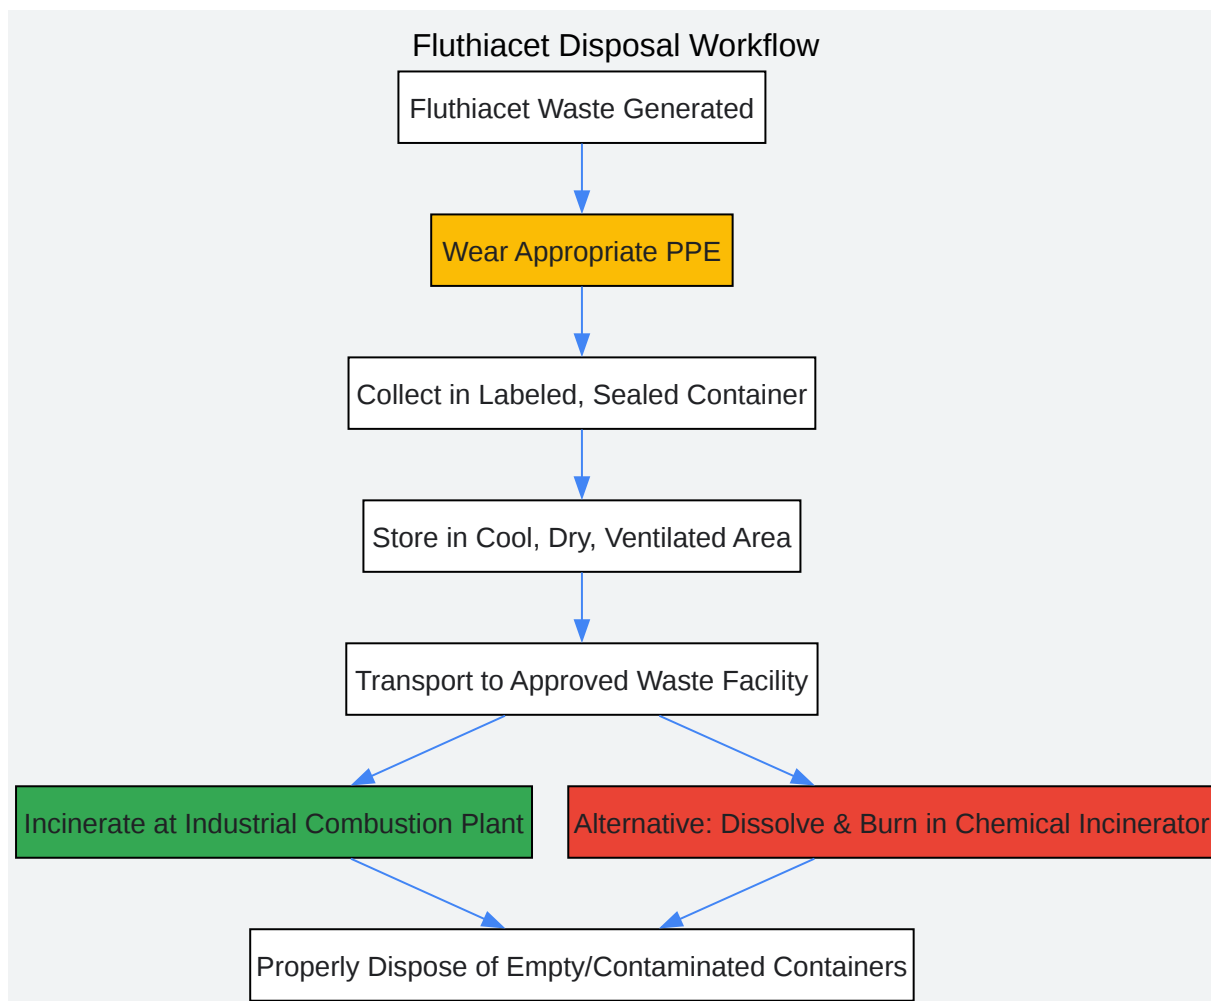 Fluthiacet Disposal Workflow
Fluthiacet Waste Generated
Wear Appropriate PPE
Collect in Labeled, Sealed Container
Store in Cool, Dry, Ventilated Area
Transport to Approved Waste Facility
Incinerate at Industrial Combustion Plant
Alternative: Dissolve & Burn in Chemical Incinerator
Properly Dispose of Empty/Contaminated Containers